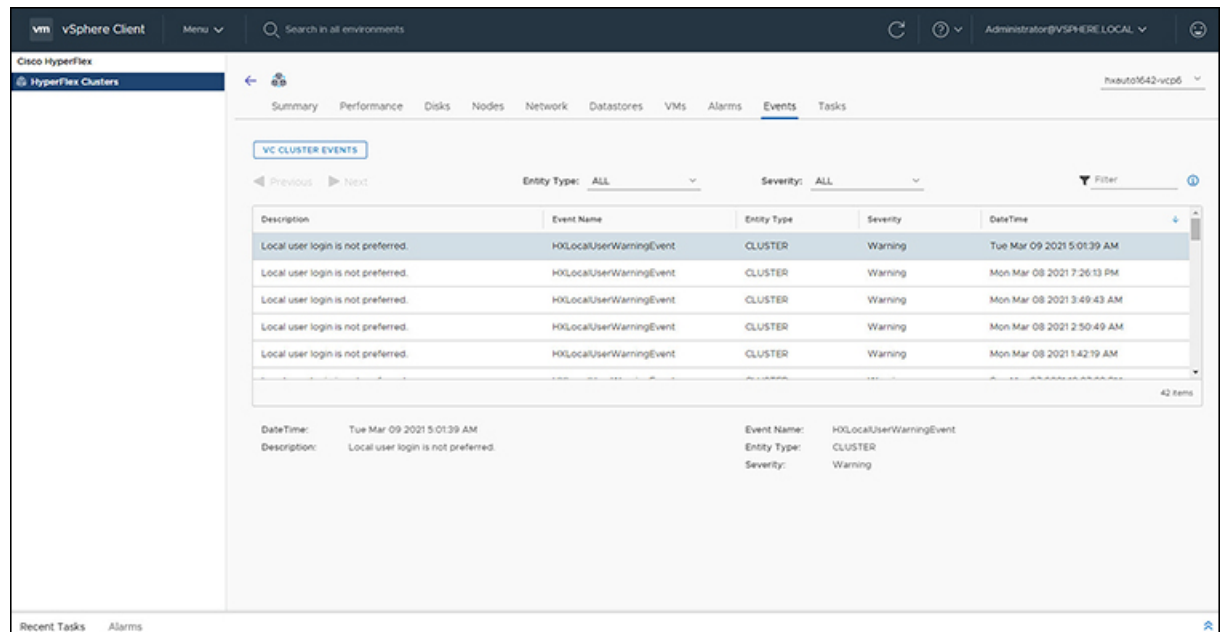 vm vSphere Client Menu Search in all environments Administrator@VSPHERE.LOCAL
Cisco HyperFlex
HyperFlex Clusters
hxauto1642-vcp6
Summary Performance Disks Nodes Network Datastores VMs Alarms Events Tasks
VC CLUSTER EVENTS
Previous Next Entity Type: ALL Severity: ALL Filter
Description Event Name Entity Type Severity DateTime
Local user login is not preferred. HXLocalUserWarningEvent CLUSTER Warning Tue Mar 09 2021 5:01:39 AM
Local user login is not preferred. HXLocalUserWarningEvent CLUSTER Warning Mon Mar 08 2021 7:26:13 PM
Local user login is not preferred. HXLocalUserWarningEvent CLUSTER Warning Mon Mar 08 2021 3:49:43 AM
Local user login is not preferred. HXLocalUserWarningEvent CLUSTER Warning Mon Mar 08 2021 2:50:49 AM
Local user login is not preferred. HXLocalUserWarningEvent CLUSTER Warning Mon Mar 08 2021 1:42:19 AM
42 items
DateTime: Tue Mar 09 2021 5:01:39 AM Event Name: HXLocalUserWarningEvent
Description: Local user login is not preferred. Entity Type: CLUSTER
Severity: Warning
Recent Tasks Alarms